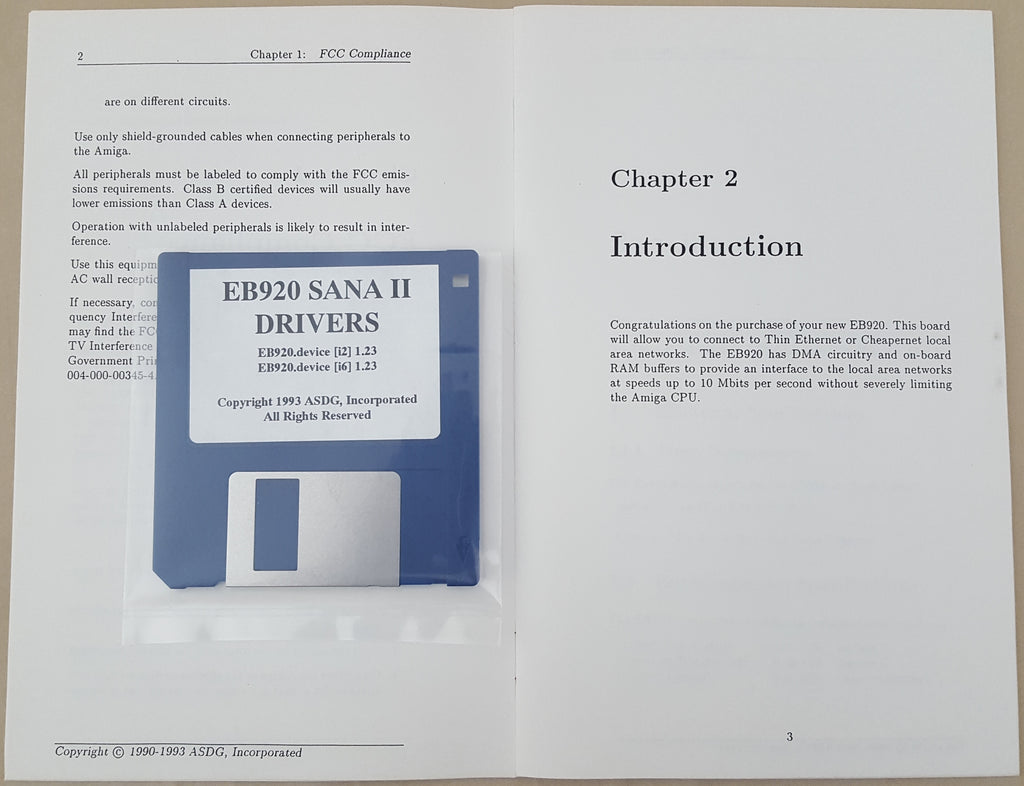 2 Chapter 1: FCC Compliance
are on different circuits.
Use only shield-grounded cables when connecting peripherals to
the Amiga.
All peripherals must be labeled to comply with the FCC emis-
sions requirements. Class B certified devices will usually have
lower emissions than Class A devices.
Operation with unlabeled peripherals is likely to result in inter-
ference.
Use this equipm
AC wall receptic
If necessary, con
quency Interfere
may find the FC
TV Interference
Government Pri
004-000-00345-4
EB920 SANA II
DRIVERS
EB920.device [i2] 1.23
EB920.device [i6] 1.23
Copyright 1993 ASDG, Incorporated
All Rights Reserved
Copyright © 1990-1993 ASDG, Incorporated
Chapter 2
Introduction
Congratulations on the purchase of your new EB920. This board
will allow you to connect to Thin Ethernet or Cheapernet local
area networks. The EB920 has DMA circuitry and on-board
RAM buffers to provide an interface to the local area networks
at speeds up to 10 Mbits per second without severely limiting
the Amiga CPU.
3